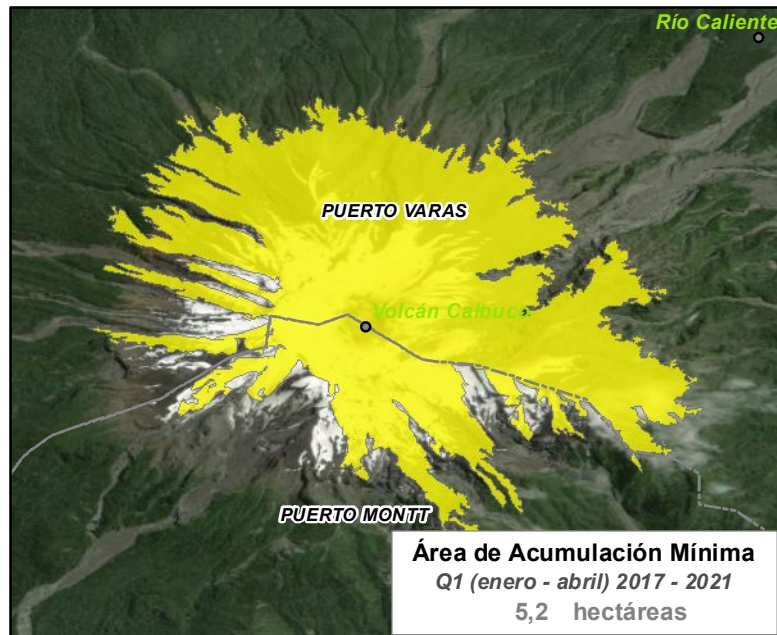 Río Caliente
PUERTO VARAS
Volcán Calbuco
PUERTO MONTT
Área de Acumulación Mínima
Q1 (enero - abril) 2017 - 2021
5,2 hectáreas